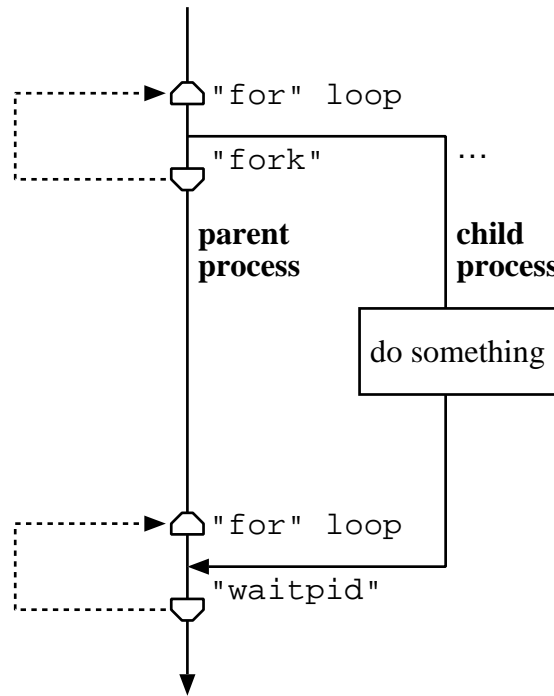 "for" loop
...
"fork"
parent
process
child
process
do something
"for" loop
"waitpid"